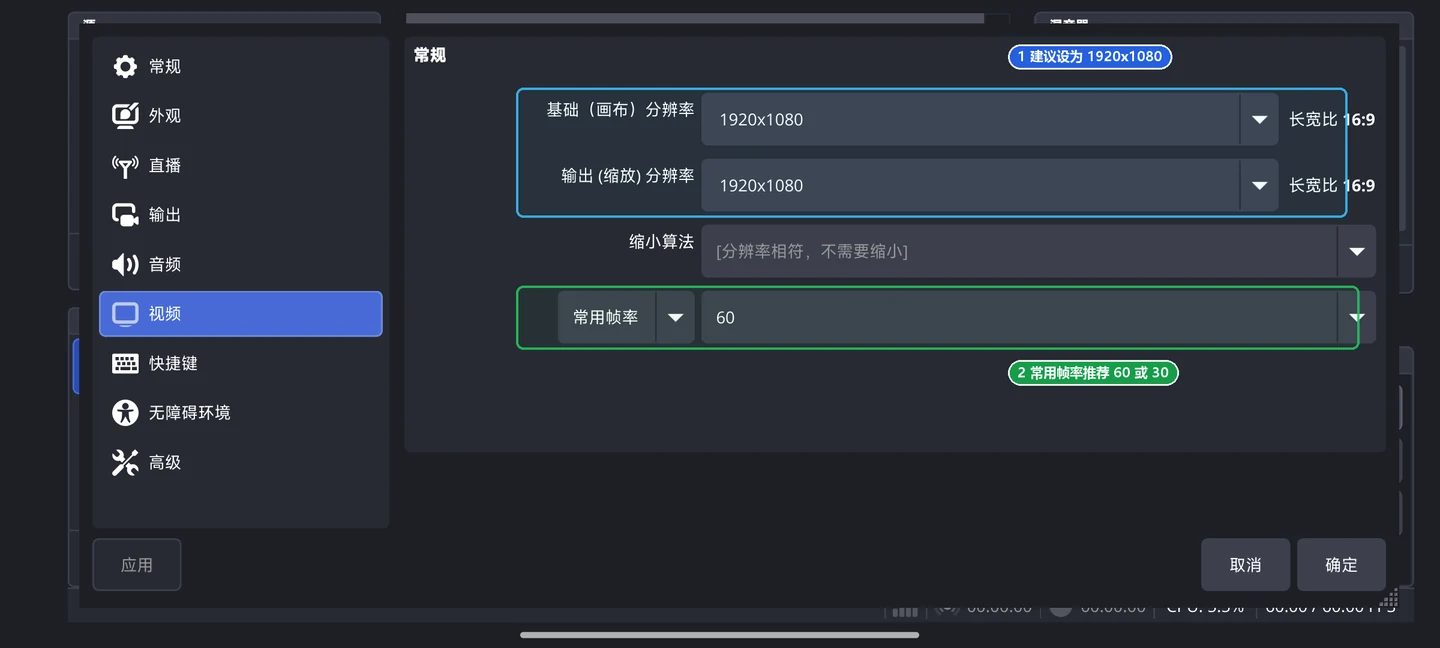 常规
外观
直播
输出
音频
视频
快捷键
无障碍环境
高级
应用
常规
1 建议设为 1920x1080
基础（画布）分辨率 1920x1080 长宽比 16:9
输出 (缩放) 分辨率 1920x1080 长宽比 16:9
缩小算法 [分辨率相符，不需要缩小]
常用帧率 60
2 常用帧率推荐 60 或 30
取消 确定